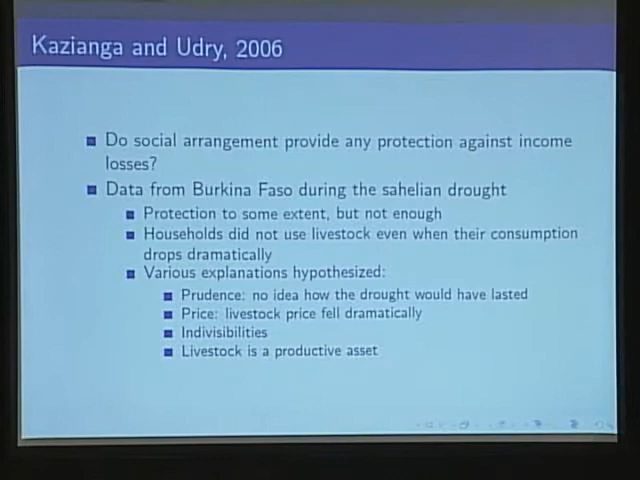 Kazianga and Udry, 2006
Do social arrangement provide any protection against income
losses?
Data from Burkina Faso during the sahelian drought
Protection to some extent, but not enough
Households did not use livestock even when their consumption
drops dramatically
Various explanations hypothesized:
Prudence: no idea how the drought would have lasted
Price: livestock price fell dramatically
Indivisibilities
Livestock is a productive asset